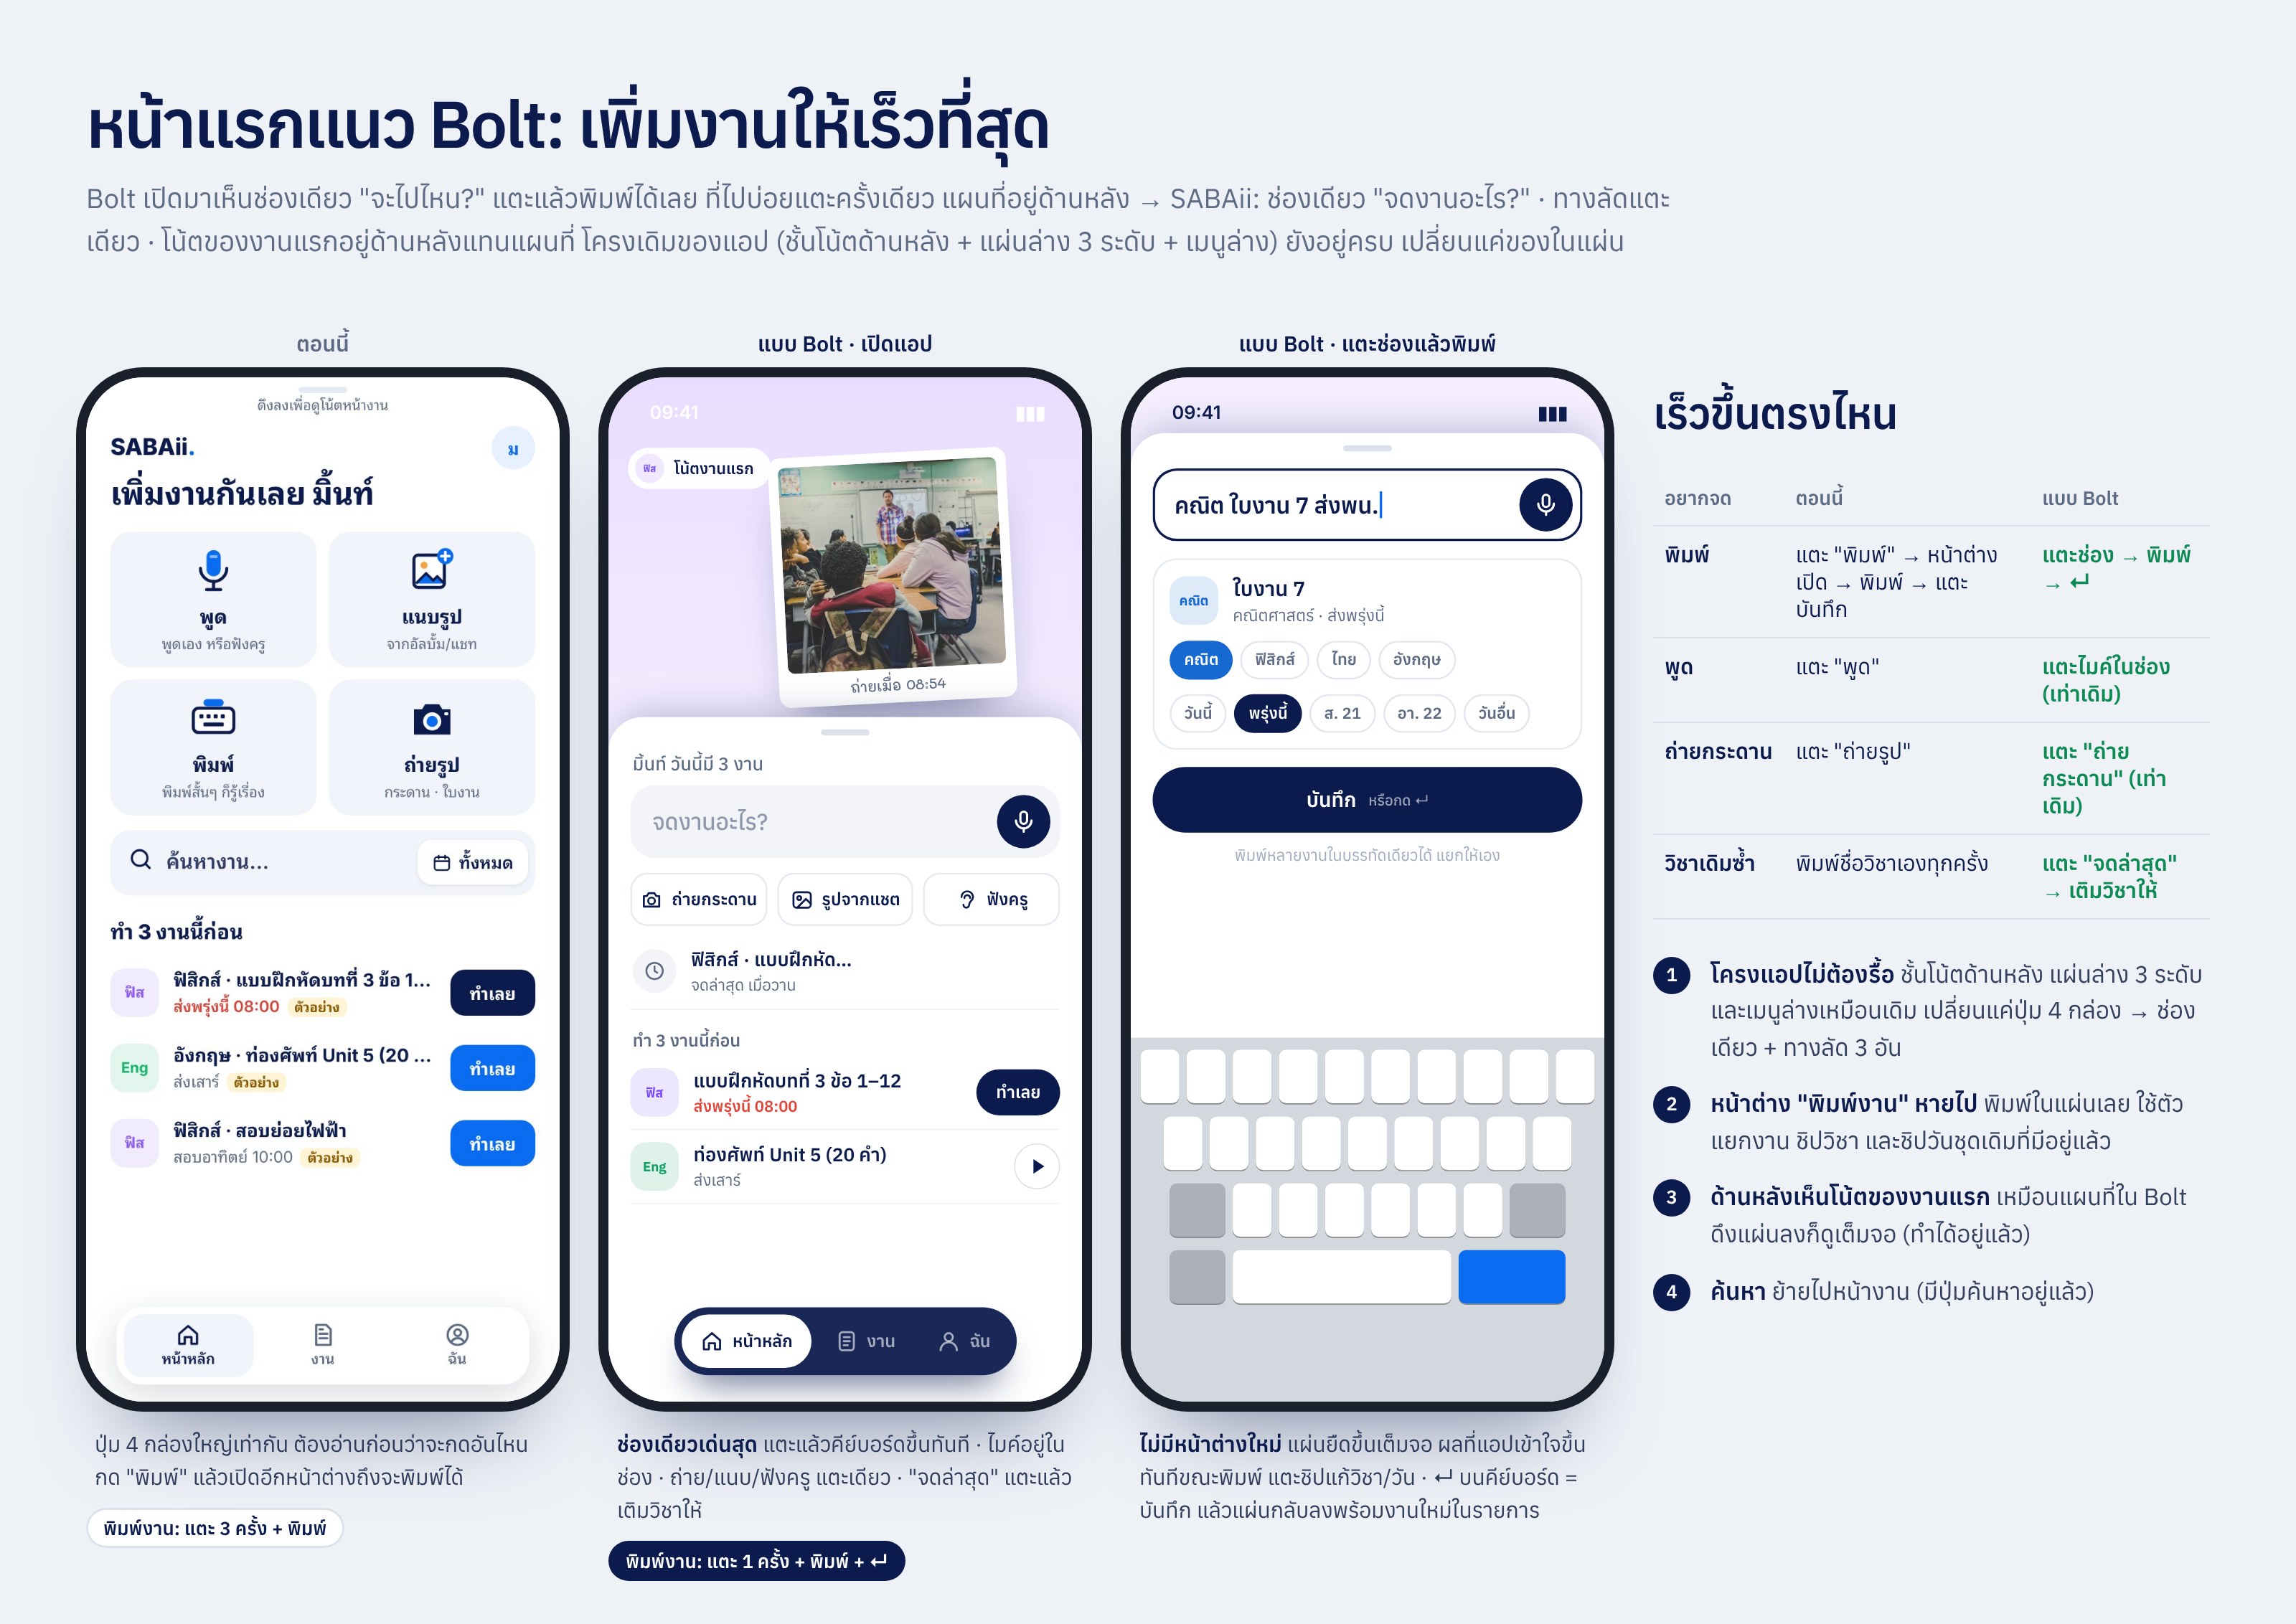 หน้าแรกแนว Bolt: เพิ่มงานให้เร็วที่สุด
Bolt เปิดมาเห็นช่องเดียว "จะไปไหน?" แตะแล้วพิมพ์ได้เลย ที่ไปบ่อยแตะครั้งเดียว แผนที่อยู่ด้านหลัง → SABAii: ช่องเดียว "จดงานอะไร?" · ทางลัดแตะ
เดียว · โน้ตของงานแรกอยู่ด้านหลังแทนแผนที่ โครงเดิมของแอป (ชั้นโน้ตด้านหลัง + แผ่นล่าง 3 ระดับ + เมนูล่าง) ยังอยู่ครบ เปลี่ยนแค่ของในแผ่น
ตอนนี้
ดึงลงเพื่อดูโน้ตหน้างาน
SABAii.
ม
เพิ่มงานกันเลย มิ้นท์
พูด
พูดเอง หรือฟังครู
แนบรูป
จากอัลบั้ม/แชท
พิมพ์
พิมพ์สั้นๆ ก็รู้เรื่อง
ถ่ายรูป
กระดาน · ใบงาน
ค้นหางาน...
ทั้งหมด
ทำ 3 งานนี้ก่อน
ฟิส
ฟิสิกส์ · แบบฝึกหัดบทที่ 3 ข้อ 1...
ส่งพรุ่งนี้ 08:00 ตัวอย่าง
ทำเลย
Eng
อังกฤษ · ท่องศัพท์ Unit 5 (20 ...
ส่งเสาร์ ตัวอย่าง
ทำเลย
ฟิส
ฟิสิกส์ · สอบย่อยไฟฟ้า
สอบอาทิตย์ 10:00 ตัวอย่าง
ทำเลย
หน้าหลัก
งาน
ฉัน
ปุ่ม 4 กล่องใหญ่เท่ากัน ต้องอ่านก่อนว่าจะกดอันไหน
กด "พิมพ์" แล้วเปิดอีกหน้าต่างถึงจะพิมพ์ได้
พิมพ์งาน: แตะ 3 ครั้ง + พิมพ์
แบบ Bolt · เปิดแอป
09:41
ฟิส
โน้ตงานแรก
ถ่ายเมื่อ 08:54
มิ้นท์ วันนี้มี 3 งาน
จดงานอะไร?
ถ่ายกระดาน
รูปจากแชต
ฟังครู
ฟิสิกส์ · แบบฝึกหัด...
จดล่าสุด เมื่อวาน
ทำ 3 งานนี้ก่อน
ฟิส
แบบฝึกหัดบทที่ 3 ข้อ 1–12
ส่งพรุ่งนี้ 08:00
ทำเลย
Eng
ท่องศัพท์ Unit 5 (20 คำ)
ส่งเสาร์
หน้าหลัก
งาน
ฉัน
ช่องเดียวเด่นสุด แตะแล้วคีย์บอร์ดขึ้นทันที · ไมค์อยู่ใน
ช่อง · ถ่าย/แนบ/ฟังครู แตะเดียว · "จดล่าสุด" แตะแล้ว
เติมวิชาให้
พิมพ์งาน: แตะ 1 ครั้ง + พิมพ์ + ↵
แบบ Bolt · แตะช่องแล้วพิมพ์
09:41
คณิต ใบงาน 7 ส่งพน.
คณิต
ใบงาน 7
คณิตศาสตร์ · ส่งพรุ่งนี้
คณิต
ฟิสิกส์
ไทย
อังกฤษ
วันนี้
พรุ่งนี้
ส. 21
อา. 22
วันอื่น
บันทึก หรือกด ↵
พิมพ์หลายงานในบรรทัดเดียวได้ แยกให้เอง
ไม่มีหน้าต่างใหม่ แผ่นยืดขึ้นเต็มจอ ผลที่แอปเข้าใจขึ้น
ทันทีขณะพิมพ์ แตะชิปแก้วิชา/วัน · ↵ บนคีย์บอร์ด =
บันทึก แล้วแผ่นกลับลงพร้อมงานใหม่ในรายการ
เร็วขึ้นตรงไหน
อยากจด
ตอนนี้
แบบ Bolt
พิมพ์
แตะ "พิมพ์" → หน้าต่าง
เปิด → พิมพ์ → แตะ
บันทึก
แตะช่อง → พิมพ์
→ ↵
พูด
แตะ "พูด"
แตะไมค์ในช่อง
(เท่าเดิม)
ถ่ายกระดาน
แตะ "ถ่ายรูป"
แตะ "ถ่าย
กระดาน" (เท่า
เดิม)
วิชาเดิมซ้ำ
พิมพ์ชื่อวิชาเองทุกครั้ง
แตะ "จดล่าสุด"
→ เติมวิชาให้
1
โครงแอปไม่ต้องรื้อ ชั้นโน้ตด้านหลัง แผ่นล่าง 3 ระดับ
และเมนูล่างเหมือนเดิม เปลี่ยนแค่ปุ่ม 4 กล่อง → ช่อง
เดียว + ทางลัด 3 อัน
2
หน้าต่าง "พิมพ์งาน" หายไป พิมพ์ในแผ่นเลย ใช้ตัว
แยกงาน ชิปวิชา และชิปวันชุดเดิมที่มีอยู่แล้ว
3
ด้านหลังเห็นโน้ตของงานแรก เหมือนแผนที่ใน Bolt
ดึงแผ่นลงก็ดูเต็มจอ (ทำได้อยู่แล้ว)
4
ค้นหา ย้ายไปหน้างาน (มีปุ่มค้นหาอยู่แล้ว)